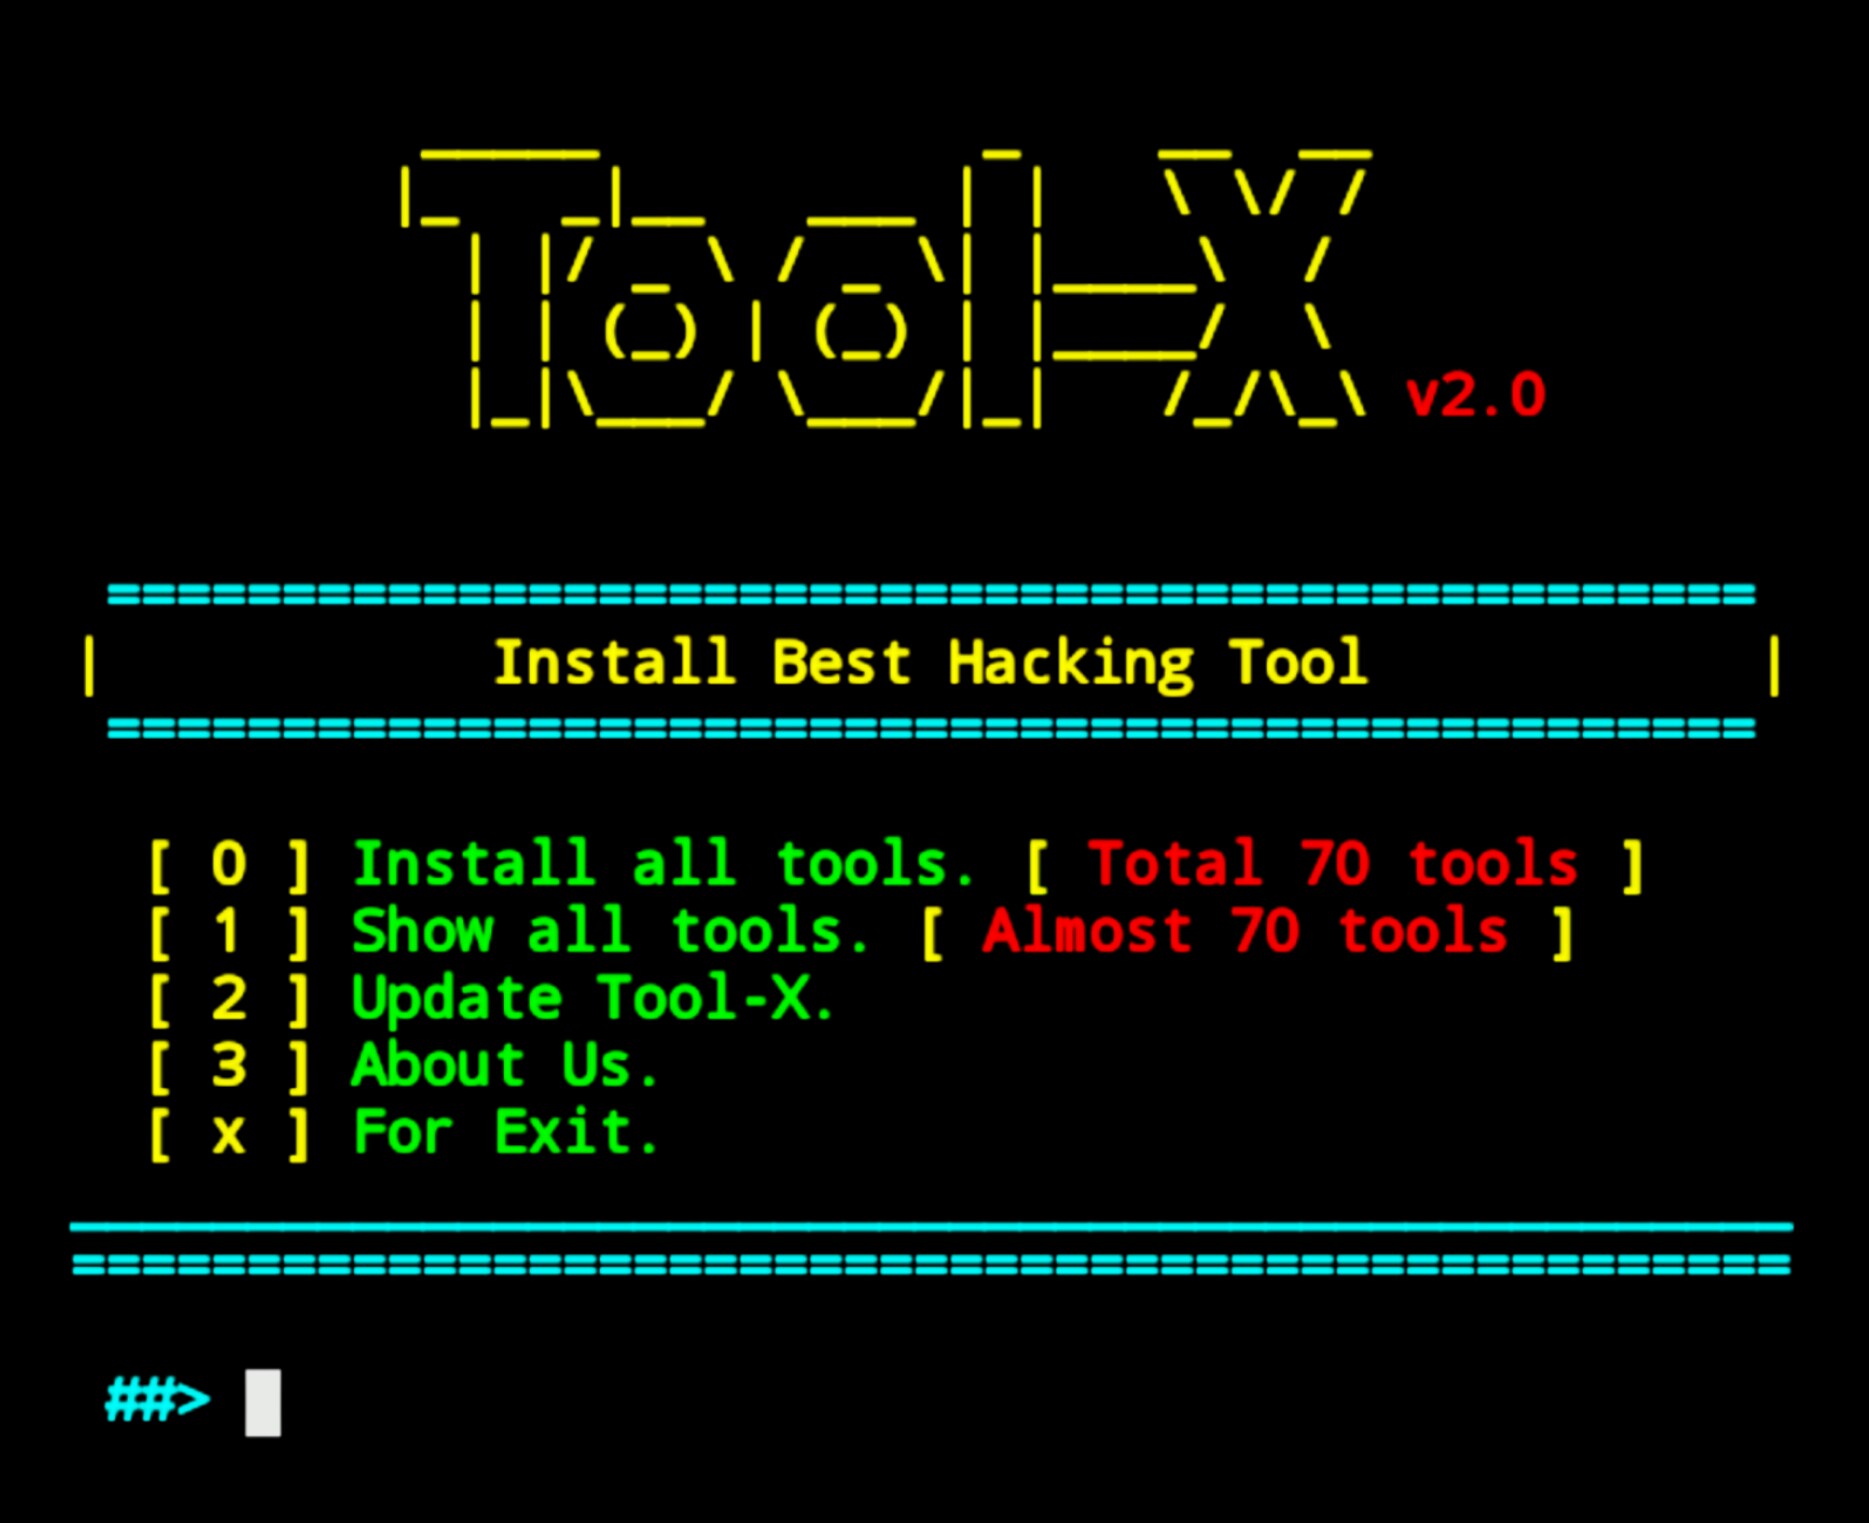 Tool-X v2.0
Install Best Hacking Tool
[ 0 ] Install all tools. [ Total 70 tools ]
[ 1 ] Show all tools. [ Almost 70 tools ]
[ 2 ] Update Tool-X.
[ 3 ] About Us.
[ x ] For Exit.
##>